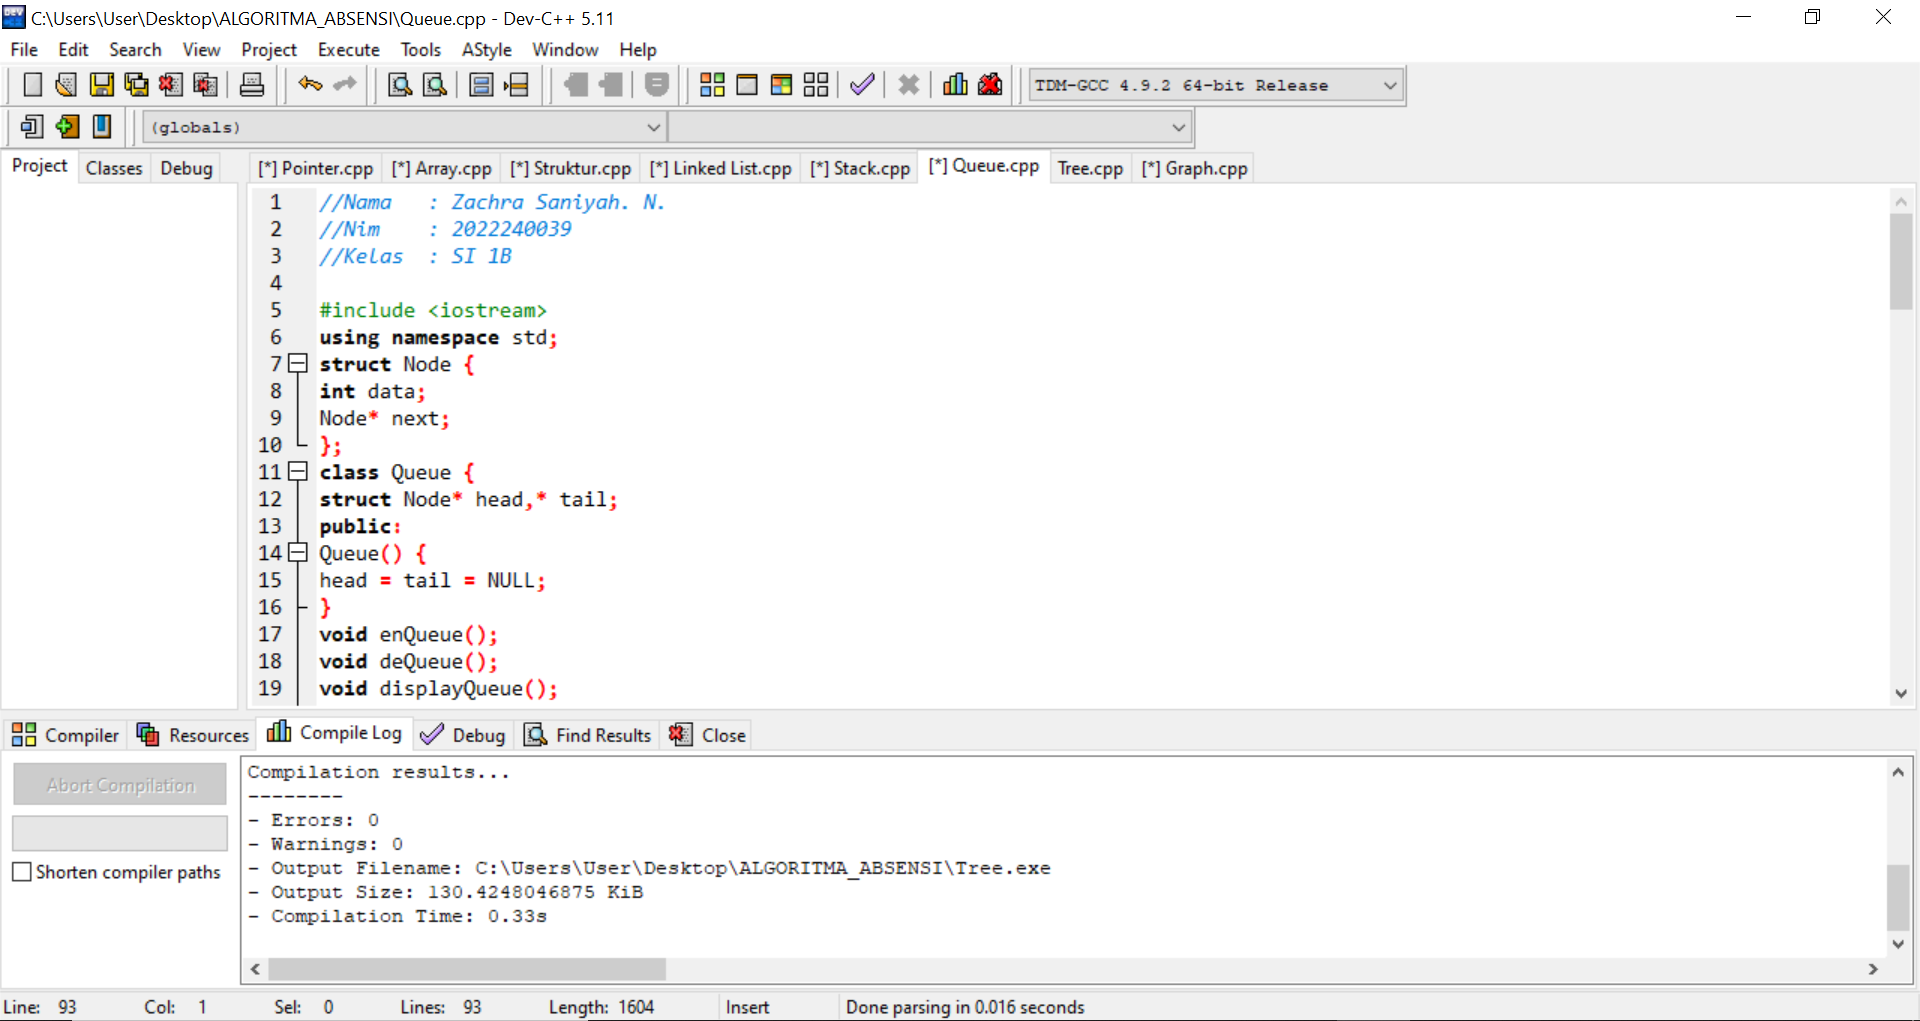 C:\Users\User\Desktop\ALGORITMA_ABSENSI\Queue.cpp - Dev-C++ 5.11
File Edit Search View Project Execute Tools AStyle Window Help
TDM-GCC 4.9.2 64-bit Release
(globals)
Project Classes Debug [*] Pointer.cpp [*] Array.cpp [*] Struktur.cpp [*] Linked List.cpp [*] Stack.cpp [*] Queue.cpp Tree.cpp [*] Graph.cpp
1 //Nama : Zachra Saniyah. N.
2 //Nim : 2022240039
3 //Kelas : SI 1B
4
5 #include <iostream>
6 using namespace std;
7 struct Node {
8 int data;
9 Node* next;
10 };
11 class Queue {
12 struct Node* head,* tail;
13 public:
14 Queue() {
15 head = tail = NULL;
16 }
17 void enQueue();
18 void deQueue();
19 void displayQueue();
Compiler Resources Compile Log Debug Find Results Close
Abort Compilation
Shorten compiler paths
Compilation results...
--------
- Errors: 0
- Warnings: 0
- Output Filename: C:\Users\User\Desktop\ALGORITMA_ABSENSI\Tree.exe
- Output Size: 130.4248046875 KiB
- Compilation Time: 0.33s
Line: 93 Col: 1 Sel: 0 Lines: 93 Length: 1604 Insert Done parsing in 0.016 seconds